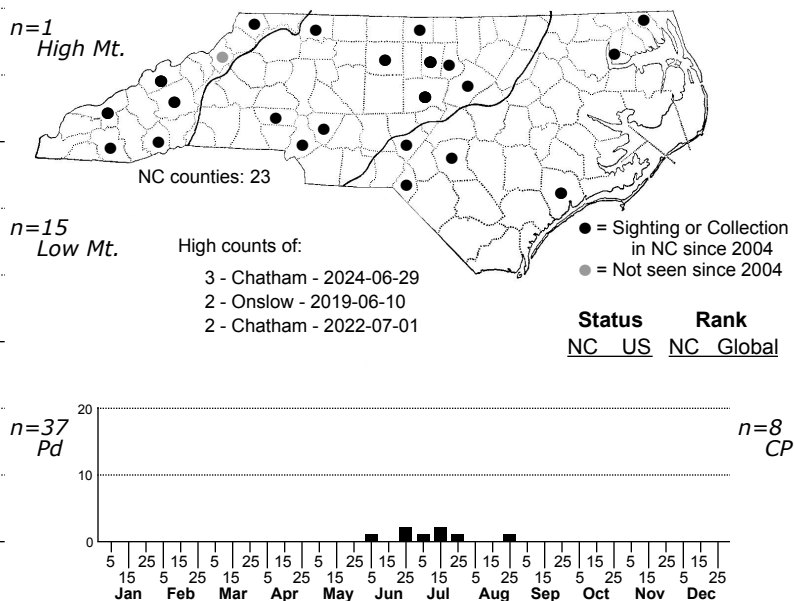 n=1
High Mt.
NC counties: 23
n=15
Low Mt.
High counts of:
3 - Chatham - 2024-06-29
2 - Onslow - 2019-06-10
2 - Chatham - 2022-07-01
● = Sighting or Collection
in NC since 2004
● = Not seen since 2004
Status Rank
NC US NC Global
n=37
Pd
20
10
0
n=8
CP
5 25 15 5 25 15 5 25 15 5 25 15 5 25 15 5 25 15
15 5 25 15 5 25 15 5 25 15 5 25 15 5 25 15 5 25
Jan Feb Mar Apr May Jun Jul Aug Sep Oct Nov Dec